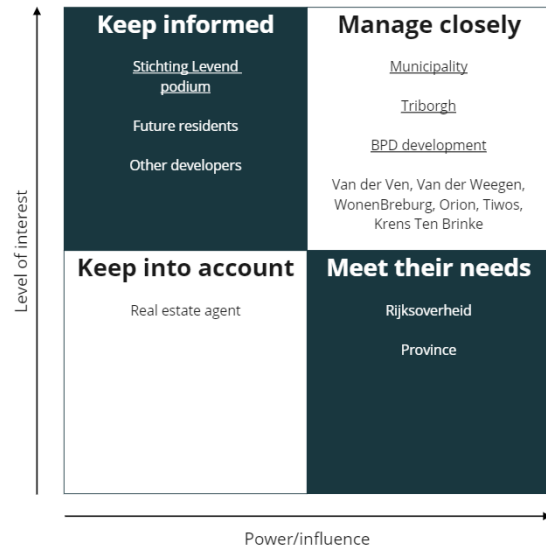 Keep informed
Stichting Levend
podium
Future residents
Other developers
Manage closely
Municipality
Triborgh
BPD development
Van der Ven, Van der Weegen,
WonenBreburg, Orion, Tiwos,
Krens Ten Brinke
Level of interest
Keep into account
Real estate agent
Meet their needs
Rijksoverheid
Province
Power/influence